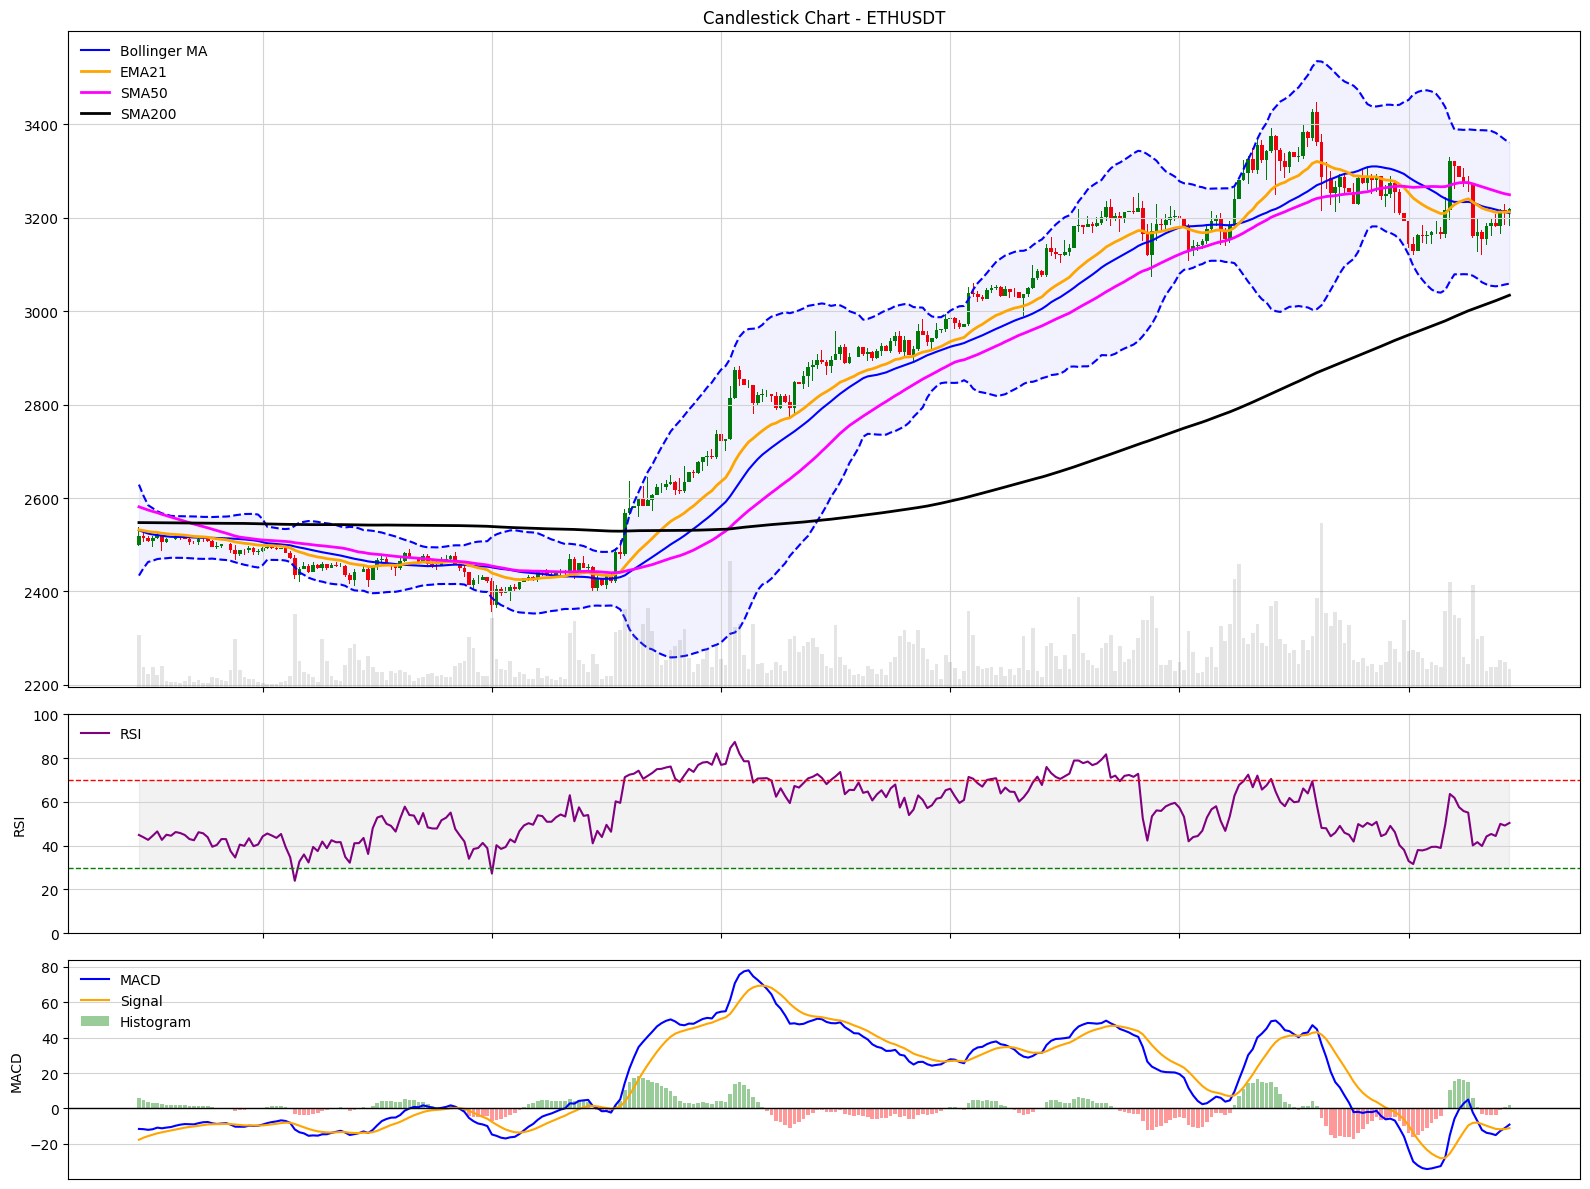 Candlestick Chart - ETHUSDT
Bollinger MA
EMA21
SMA50
SMA200
3400
3200
3000
2800
2600
2400
2200
RSI
100
80
60
40
20
0
RSI
MACD
Signal
Histogram
80
60
40
20
0
−20
MACD